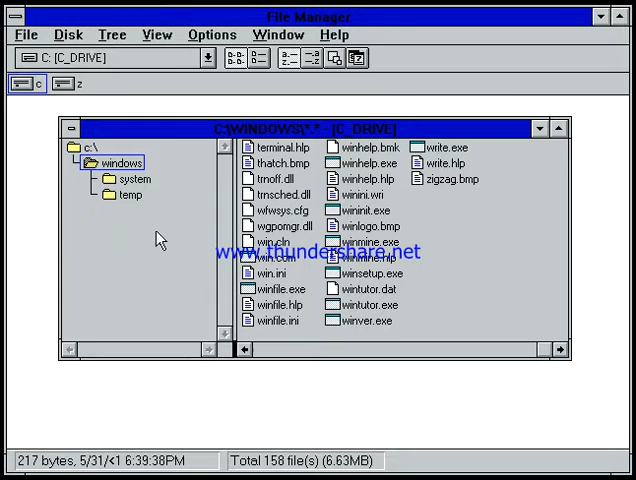 File Manager
File Disk Tree View Options Window Help
C: [C_DRIVE]
c z
C:\WINDOWS\*.* - [C_DRIVE]
c:\
windows
system
temp
terminal.hlp
thatch.bmp
trnoff.dll
trnsched.dll
wfwsys.cfg
wgpomgr.dll
win.cln
win.com
win.ini
winfile.exe
winfile.hlp
winfile.ini
winhelp.bmk
winhelp.exe
winhelp.hlp
winini.wri
wininit.exe
winlogo.bmp
winmine.exe
winmine.hlp
winsetup.exe
wintutor.dat
wintutor.exe
winver.exe
write.exe
write.hlp
zigzag.bmp
www.thundershare.net
217 bytes, 5/31/<1 6:39:38PM
Total 158 file(s) (6.63MB)